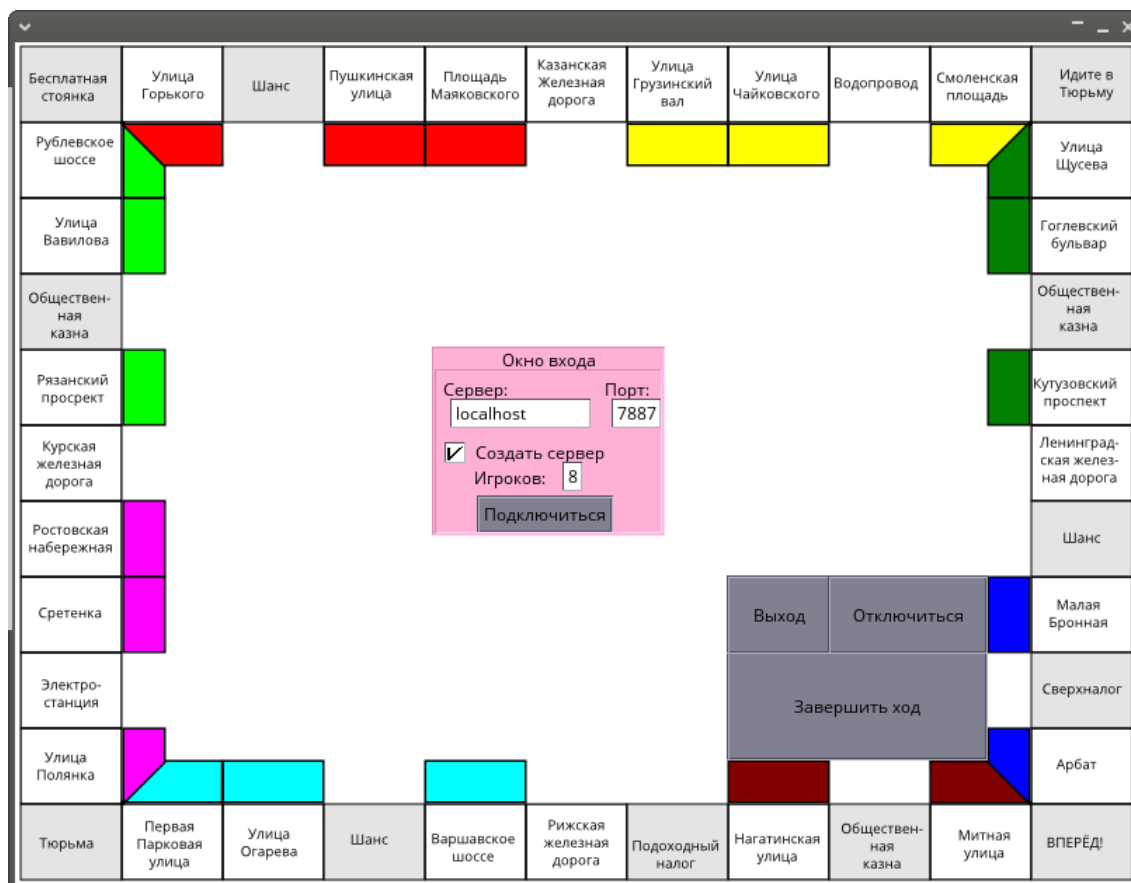 Бесплатная
стоянка
Улица
Горького
Шанс
Пушкинская
улица
Площадь
Маяковского
Казанская
Железная
дорога
Улица
Грузинский
вал
Улица
Чайковского
Водопровод
Смоленская
площадь
Идите в
Тюрьму
Рублевское
шоссе
Улица
Щусева
Улица
Вавилова
Гоглевский
бульвар
Обществен-
ная
казна
Обществен-
ная
казна
Рязанский
просрект
Кутузовский
проспект
Курская
железная
дорога
Ленинград-
ская желез-
ная дорога
Ростовская
набережная
Шанс
Сретенка
Малая
Бронная
Электро-
станция
Сверхналог
Улица
Полянка
Арбат
Окно входа
Сервер:
Порт:
localhost
7887
Создать сервер
Игроков:
8
Подключиться
Выход
Отключиться
Завершить ход
Тюрьма
Первая
Парковая
улица
Улица
Огарева
Шанс
Варшавское
шоссе
Рижская
железная
дорога
Подоходный
налог
Нагатинская
улица
Обществен-
ная
казна
Митная
улица
ВПЕРЁД!